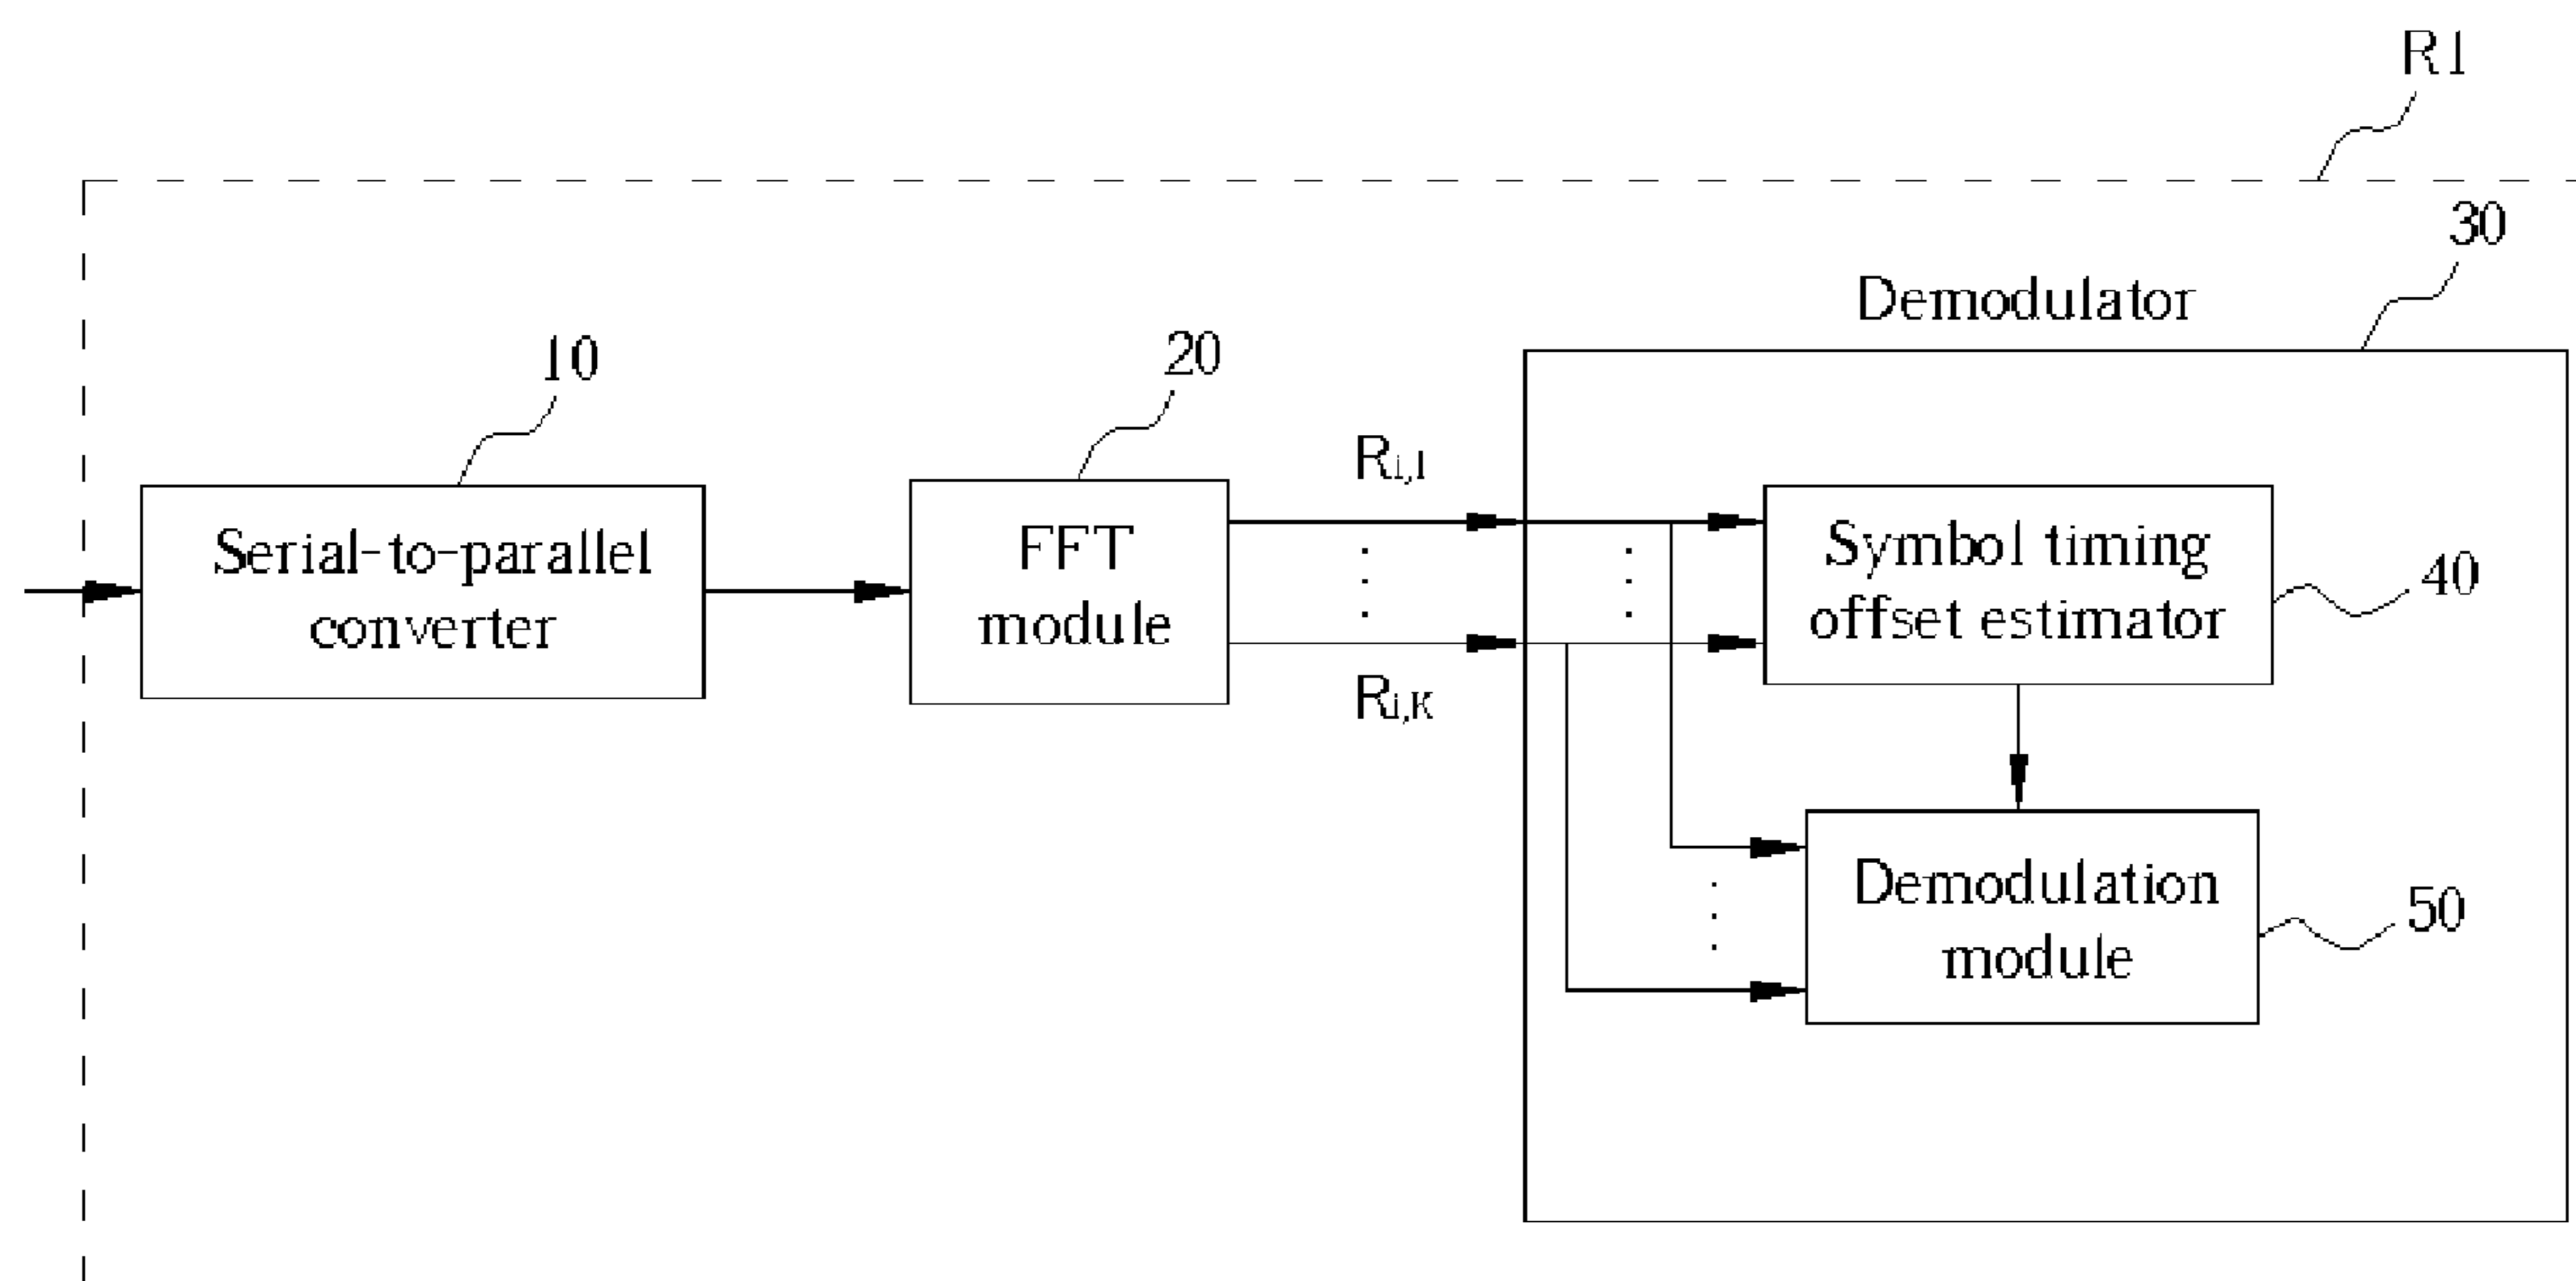 R1
30
Demodulator
10
20
Ri,1
Serial-to-parallel
converter
FFT
module
Symbol timing
offset estimator
40
Ri,K
Demodulation
module
50